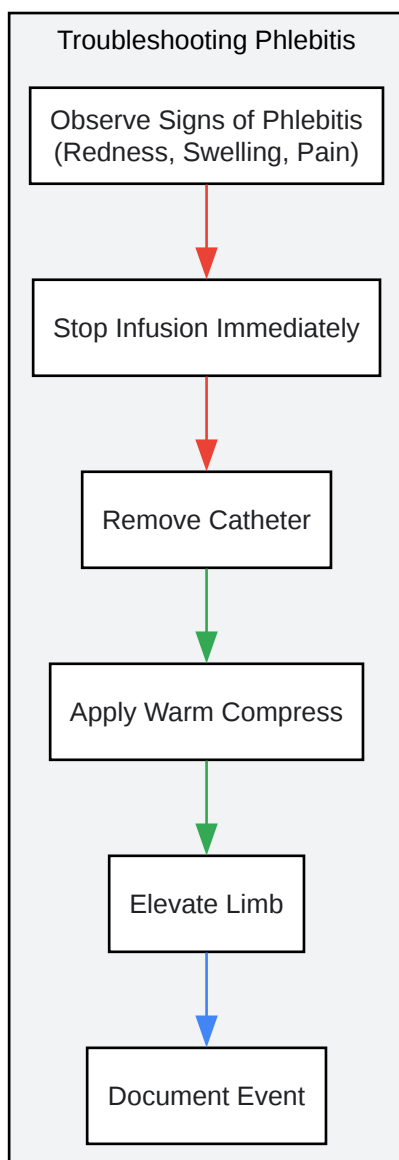 Troubleshooting Phlebitis
Observe Signs of Phlebitis
(Redness, Swelling, Pain)
Stop Infusion Immediately
Remove Catheter
Apply Warm Compress
Elevate Limb
Document Event